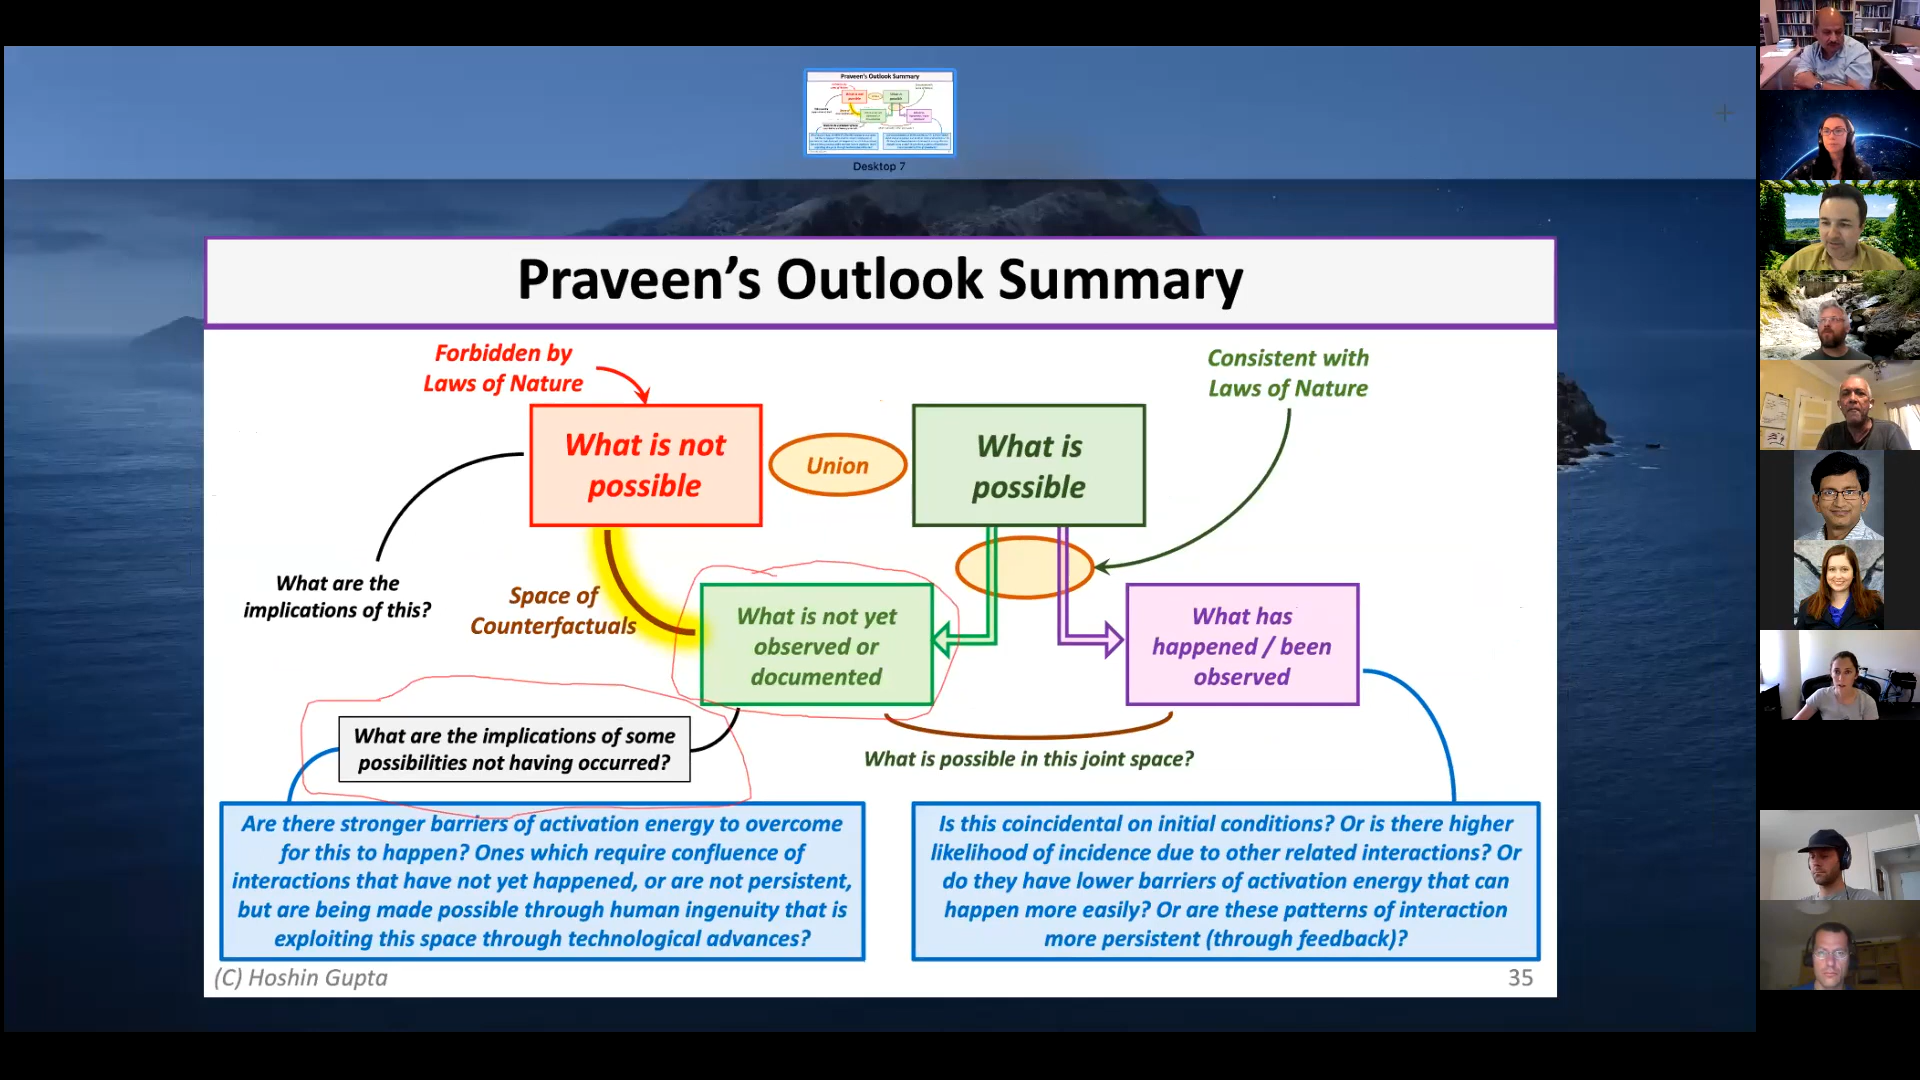 Praveen's Outlook Summary
Desktop 7
Praveen’s Outlook Summary
Forbidden by
Laws of Nature
Consistent with
Laws of Nature
What is not
possible
Union
What is
possible
What are the
implications of this?
Space of
Counterfactuals
What is not yet
observed or
documented
What has
happened / been
observed
What are the implications of some
possibilities not having occurred?
What is possible in this joint space?
Are there stronger barriers of activation energy to overcome
for this to happen? Ones which require confluence of
interactions that have not yet happened, or are not persistent,
but are being made possible through human ingenuity that is
exploiting this space through technological advances?
Is this coincidental on initial conditions? Or is there higher
likelihood of incidence due to other related interactions? Or
do they have lower barriers of activation energy that can
happen more easily? Or are these patterns of interaction
more persistent (through feedback)?
(C) Hoshin Gupta
35